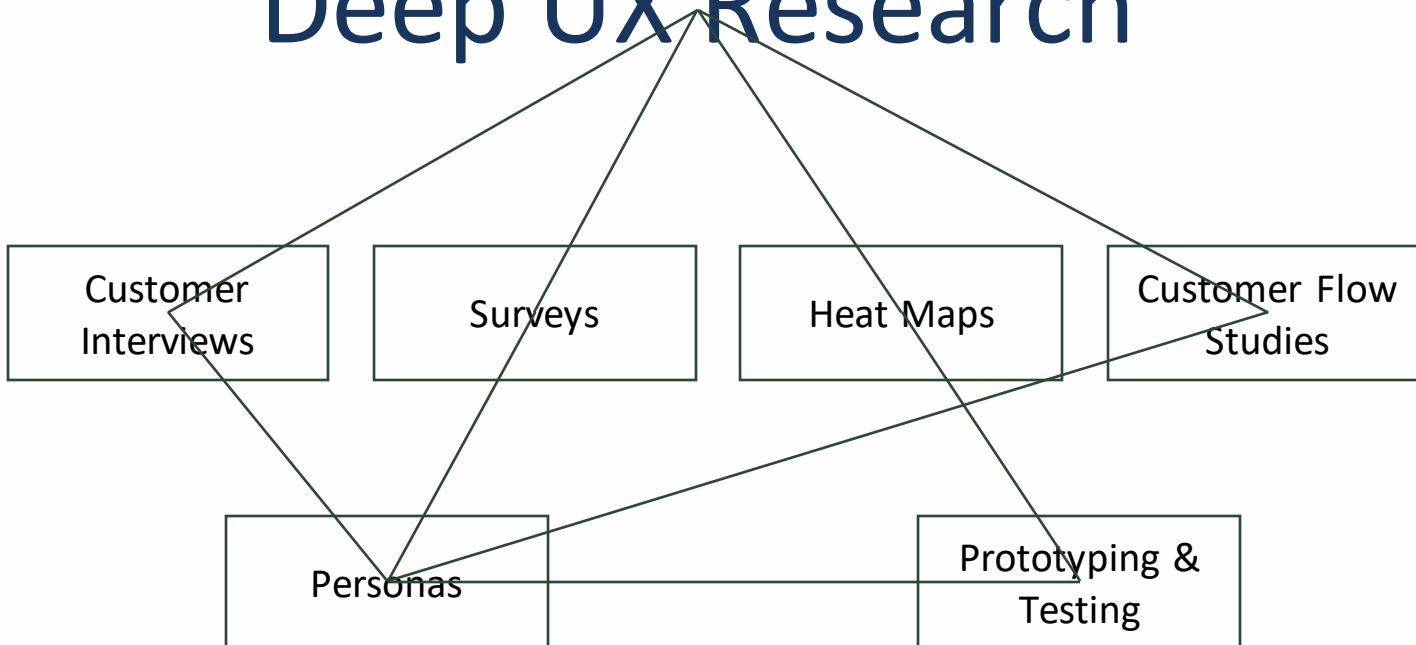 Deep UX Research
Customer
Interviews
Surveys
Heat Maps
Customer Flow
Studies
Personas
Prototyping &
Testing